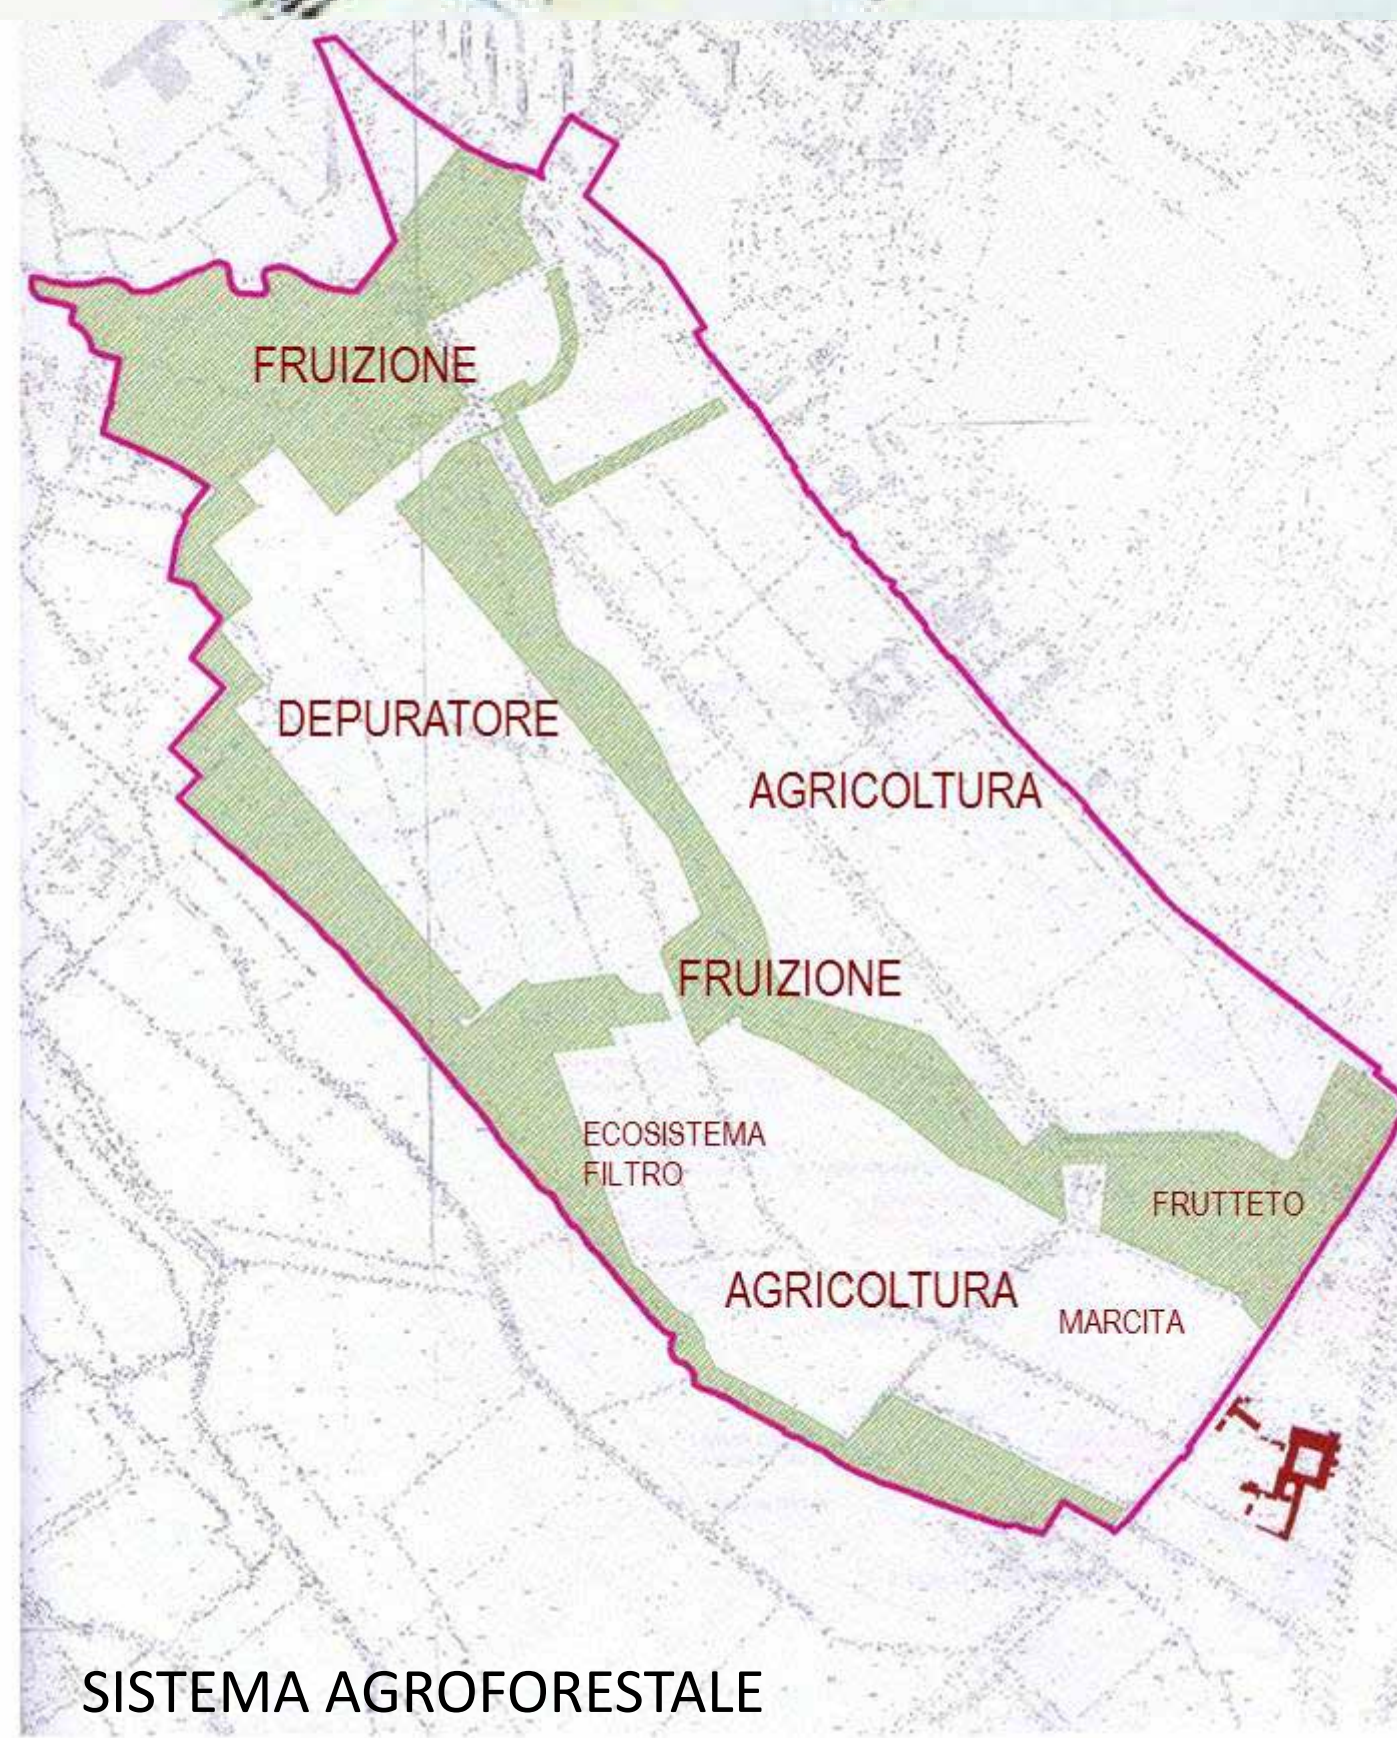 FRUIZIONE
DEPURATORE
AGRICOLTURA
FRUIZIONE
ECOSISTEMA
FILTRO
FRUTTETO
AGRICOLTURA
MARCITA
SISTEMA AGROFORESTALE